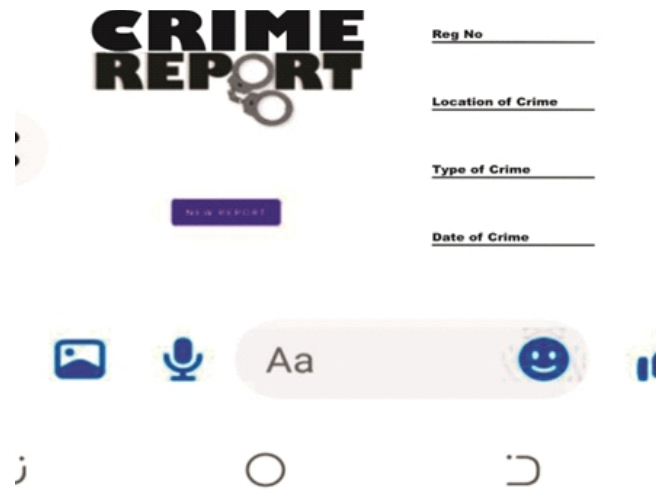 CRIME
REPORT
Reg No
Location of Crime
Type of Crime
NEW REPORT
Date of Crime
Aa